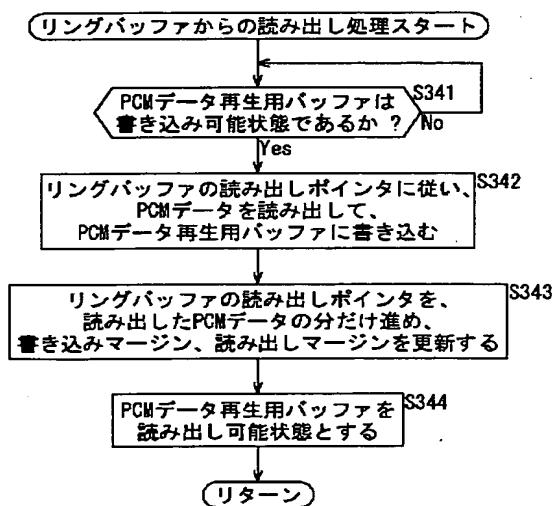 リングバッファからの読み出し処理スタート
PCMデータ再生用バッファは
書き込み可能状態であるか ?
S341
No
Yes
リングバッファの読み出しポインタに従い、
PCMデータを読み出して、
PCMデータ再生用バッファに書き込む
S342
リングバッファの読み出しポインタを、
読み出したPCMデータの分だけ進め、
書き込みマージン、読み出しマージンを更新する
S343
PCMデータ再生用バッファを
読み出し可能状態とする
S344
リターン